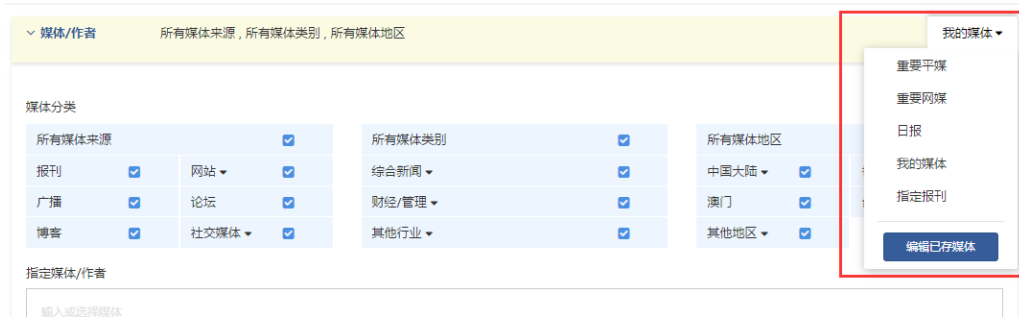 媒体/作者 所有媒体来源 , 所有媒体类别 , 所有媒体地区 我的媒体
重要平媒
重要网媒
日报
我的媒体
指定报刊
编辑已存媒体
媒体分类
所有媒体来源 所有媒体类别 所有媒体地区
报刊 网站 综合新闻 中国大陆
广播 论坛 财经/管理 澳门
博客 社交媒体 其他行业 其他地区
指定媒体/作者
输入或选择媒体